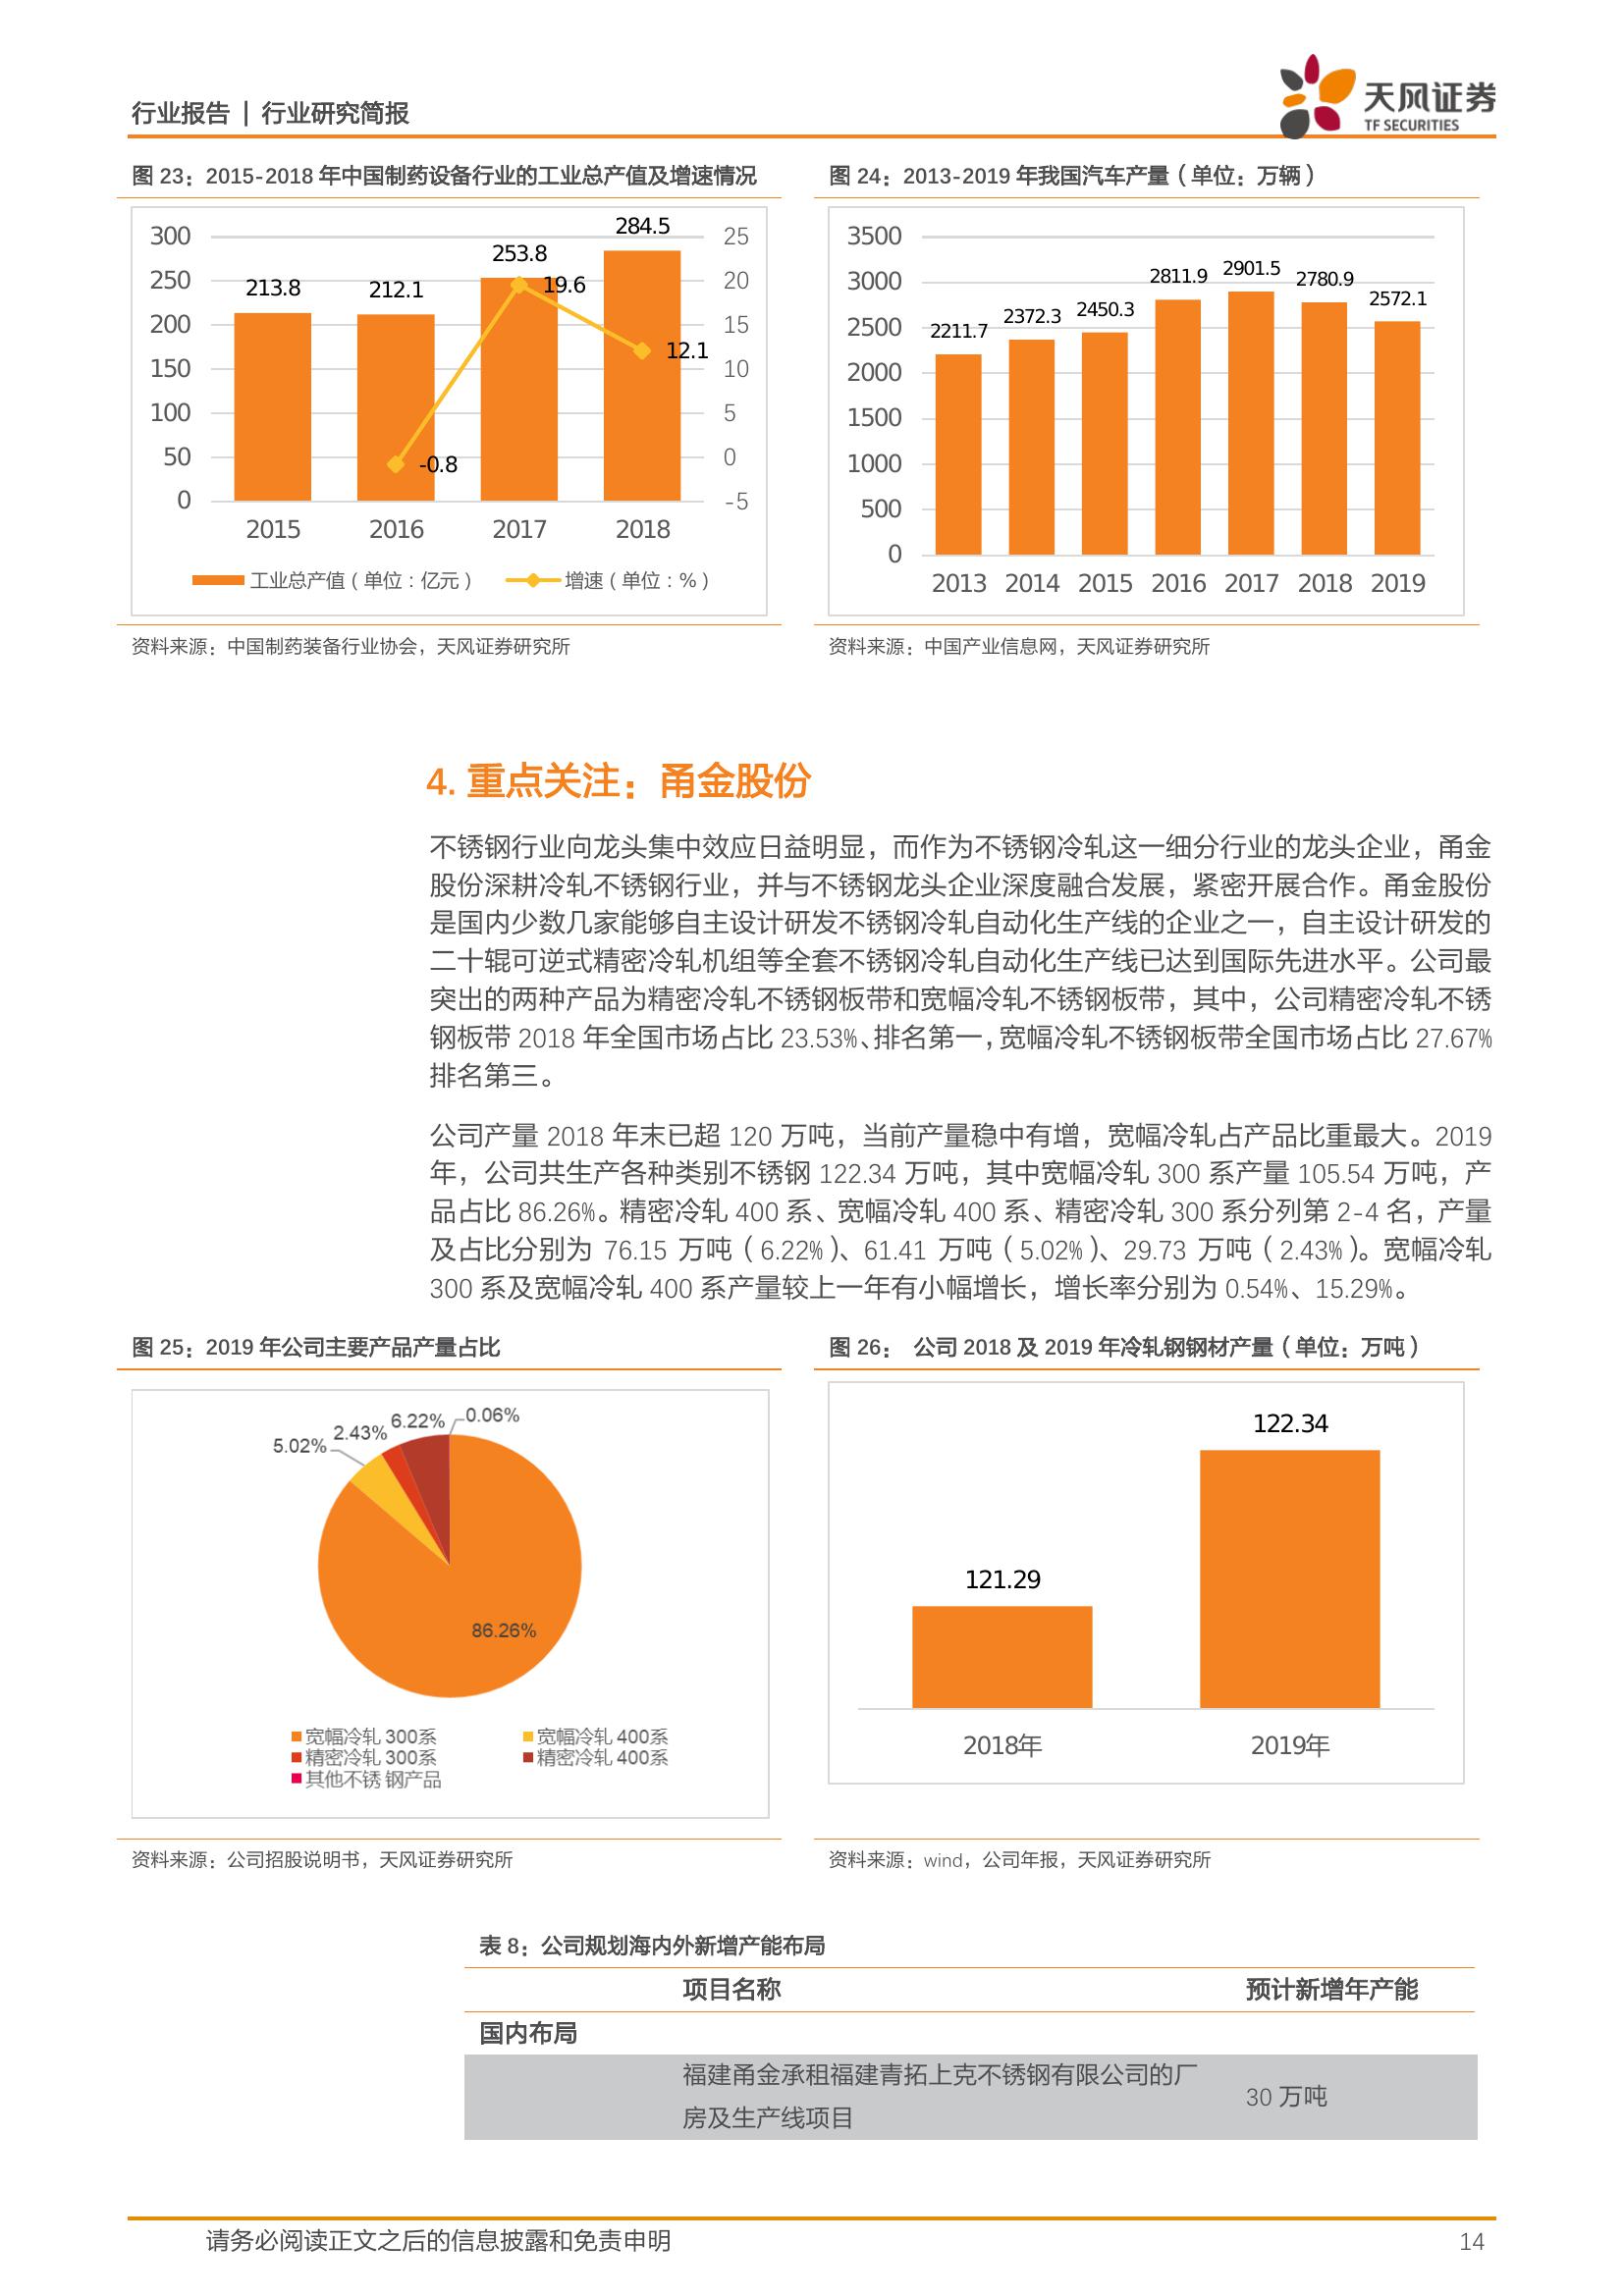 行业报告 | 行业研究简报
天风证券
TF SECURITIES
图 23：2015-2018 年中国制药设备行业的工业总产值及增速情况
300
250
200
150
100
50
0
25
20
15
10
5
0
-5
213.8
212.1
253.8
284.5
-0.8
19.6
12.1
2015 2016 2017 2018
工业总产值（单位：亿元） 增速（单位：%）
资料来源：中国制药装备行业协会，天风证券研究所
图 24：2013-2019 年我国汽车产量（单位：万辆）
3500
3000
2500
2000
1500
1000
500
0
2211.7
2372.3
2450.3
2811.9
2901.5
2780.9
2572.1
2013 2014 2015 2016 2017 2018 2019
资料来源：中国产业信息网，天风证券研究所
4. 重点关注：甬金股份
不锈钢行业向龙头集中效应日益明显，而作为不锈钢冷轧这一细分行业的龙头企业，甬金
股份深耕冷轧不锈钢行业，并与不锈钢龙头企业深度融合发展，紧密开展合作。甬金股份
是国内少数几家能够自主设计研发不锈钢冷轧自动化生产线的企业之一，自主设计研发的
二十辊可逆式精密冷轧机组等全套不锈钢冷轧自动化生产线已达到国际先进水平。公司最
突出的两种产品为精密冷轧不锈钢板带和宽幅冷轧不锈钢板带，其中，公司精密冷轧不锈
钢板带 2018 年全国市场占比 23.53%、排名第一，宽幅冷轧不锈钢板带全国市场占比 27.67%
排名第三。
公司产量 2018 年末已超 120 万吨，当前产量稳中有增，宽幅冷轧占产品比重最大。2019
年，公司共生产各种类别不锈钢 122.34 万吨，其中宽幅冷轧 300 系产量 105.54 万吨，产
品占比 86.26%。精密冷轧 400 系、宽幅冷轧 400 系、精密冷轧 300 系分列第 2-4 名，产量
及占比分别为 76.15 万吨（6.22%）、61.41 万吨（5.02%）、29.73 万吨（2.43%）。宽幅冷轧
300 系及宽幅冷轧 400 系产量较上一年有小幅增长，增长率分别为 0.54%、15.29%。
图 25：2019 年公司主要产品产量占比
5.02%
2.43%
6.22%
0.06%
86.26%
宽幅冷轧 300系 宽幅冷轧 400系
精密冷轧 300系 精密冷轧 400系
其他不锈 钢产品
资料来源：公司招股说明书，天风证券研究所
图 26： 公司 2018 及 2019 年冷轧钢钢材产量（单位：万吨）
121.29
122.34
2018年 2019年
资料来源：wind，公司年报，天风证券研究所
表 8：公司规划海内外新增产能布局
项目名称 预计新增年产能
国内布局
福建甬金承租福建青拓上克不锈钢有限公司的厂
房及生产线项目
30 万吨
请务必阅读正文之后的信息披露和免责申明 14